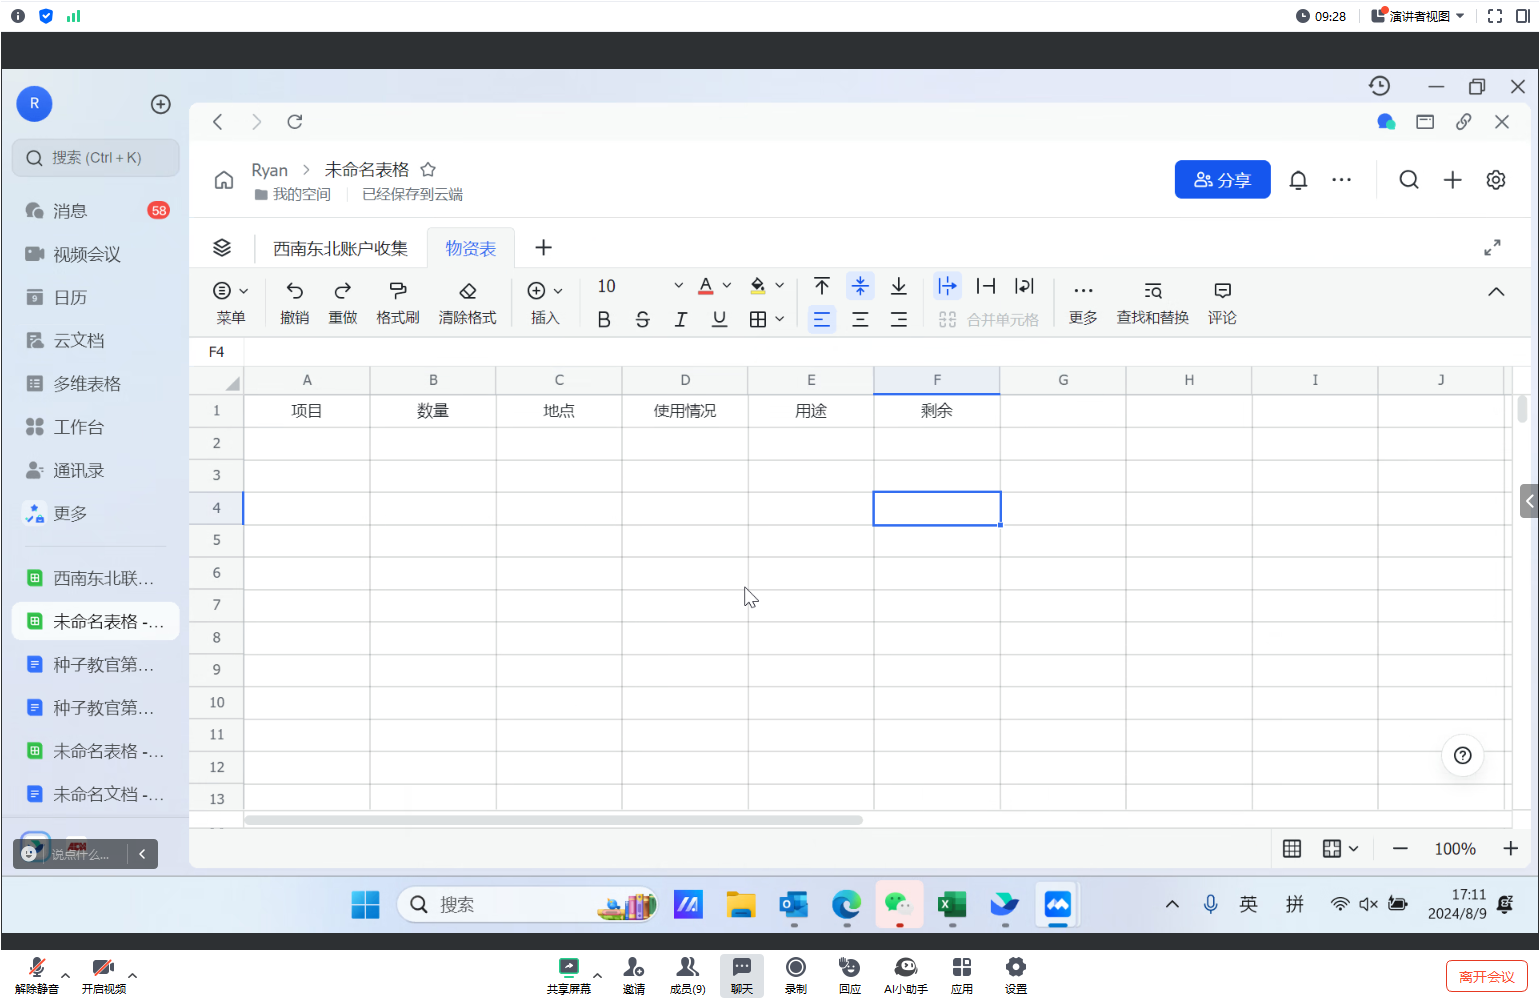 09:28
演讲者视图
R
搜索 (Ctrl + K)
消息
58
视频会议
9
日历
云文档
多维表格
工作台
通讯录
更多
西南东北联...
未命名表格 -...
种子教官第...
种子教官第...
未命名表格 -...
未命名文档 -...
说点什么...
Ryan
未命名表格
我的空间
已经保存到云端
分享
西南东北账户收集
物资表
菜单
撤销
重做
格式刷
清除格式
插入
10
合并单元格
更多
查找和替换
评论
F4
A B C D E F G H I J
1 项目 数量 地点 使用情况 用途 剩余
2
3
4
5
6
7
8
9
10
11
12
13
100%
搜索
英
拼
17:11
2024/8/9
解除静音
开启视频
共享屏幕
邀请
成员(9)
聊天
录制
回应
AI小助手
应用
设置
离开会议